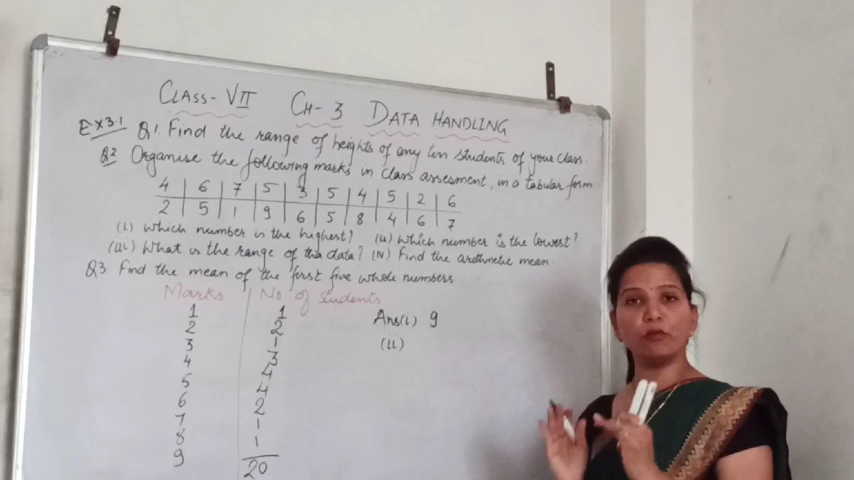 CLASS-VII CH-3 DATA HANDLING
EX 3.1 Q1. Find the range of heights of any ten students of your class.
Q2 Organise the following marks in class assesment, in a tabular form
4 6 7 5 3 5 4 5 2 6
2 5 1 9 6 5 8 4 6 7
(i) Which number is the highest? (ii) Which number is the lowest?
(iii) What is the range of the data? (IV) Find the arithmetic mean.
Q3. Find the mean of the first five whole numbers
Marks No of students
1 1 Ans(i) 9
2 2
3 1 (ii)
4 3
5 4
6 4
7 2
8 1
9 1
20